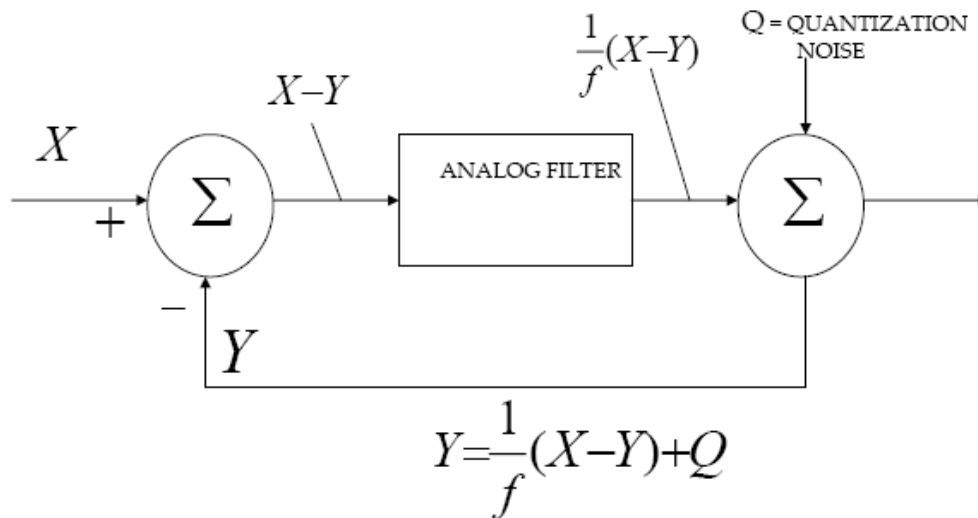 Q = QUANTIZATION
NOISE
1/f (X–Y)
X–Y
X
ANALOG FILTER
Σ
Σ
+
–
Y
Y=1/f (X–Y)+Q